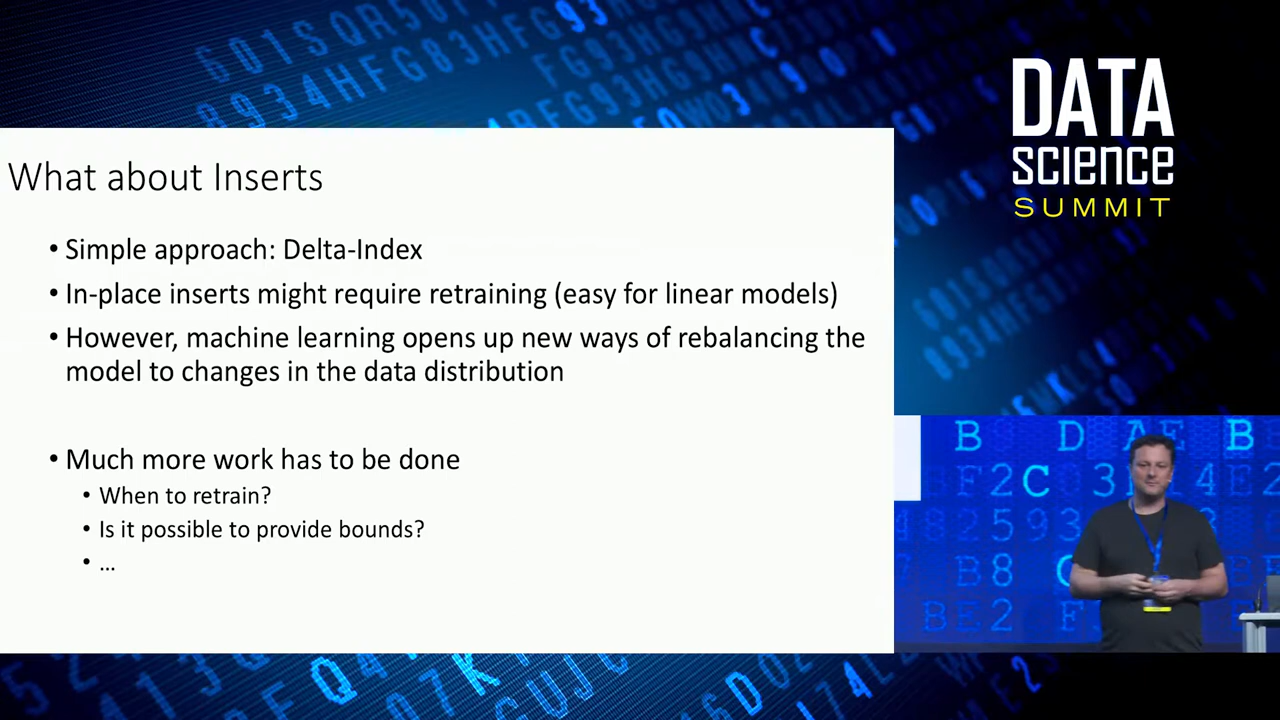 DATA
SCIENCE
SUMMIT
What about Inserts
• Simple approach: Delta-Index
• In-place inserts might require retraining (easy for linear models)
• However, machine learning opens up new ways of rebalancing the
model to changes in the data distribution
• Much more work has to be done
• When to retrain?
• Is it possible to provide bounds?
• ...